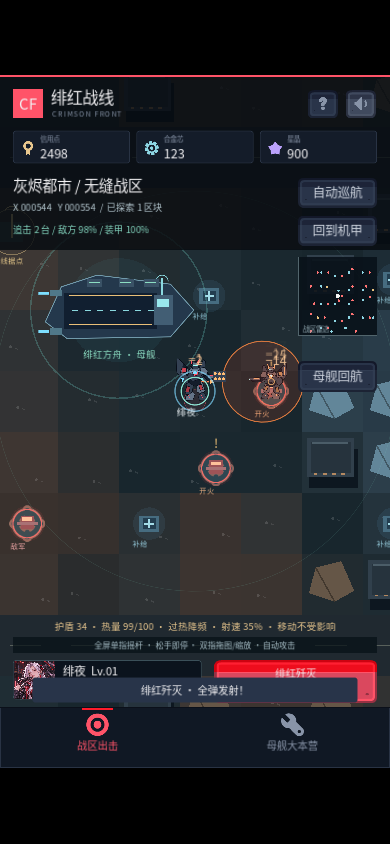 CF
绯红战线
CRIMSON FRONT
?
信用点
2498
合金芯
123
星晶
900
灰烬都市 / 无缝战区
X 000544 Y 000554 / 已探索 1 区块
追击 2 台 / 敌方 98% / 装甲 100%
自动巡航
回到机甲
线据点
补给
绯红方舟 · 母舰
母舰回航
绯夜
开火
!
开火
敌军
补给
补给
护盾 34 · 热量 99/100 · 过热降频 · 射速 35% · 移动不受影响
全屏单指摇杆 · 松手即停 · 双指拖图/缩放 · 自动攻击
绯夜 Lv.01
绯红歼灭
绯红歼灭 · 全弹发射!
战区出击
母舰大本营